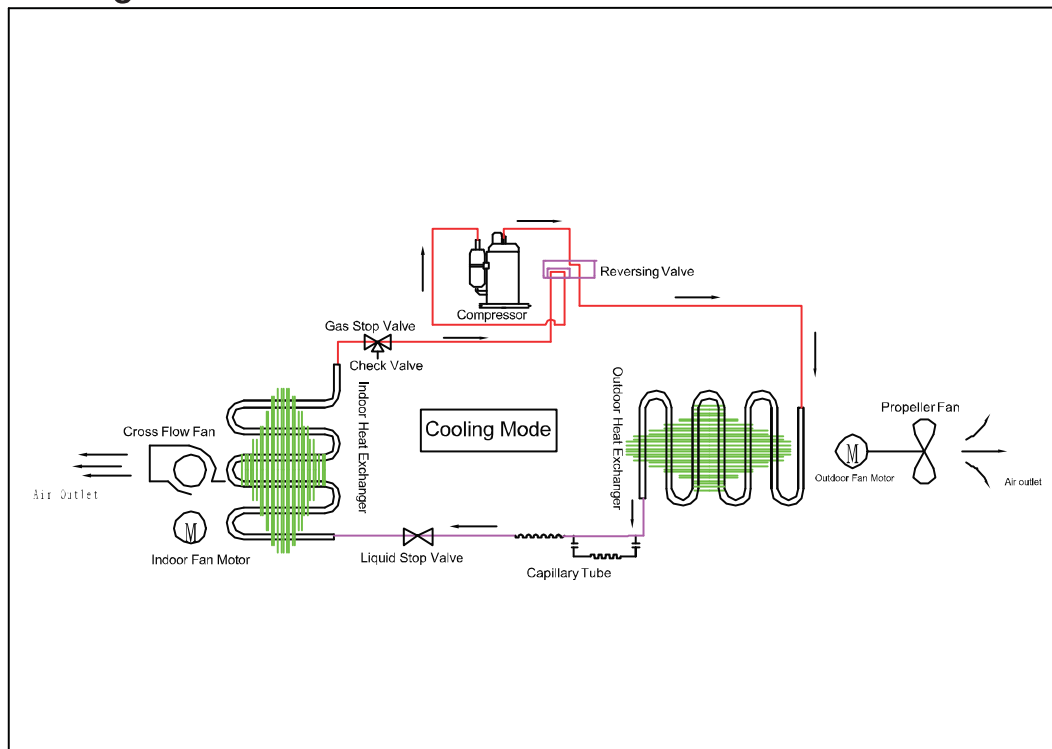 Reversing Valve
Compressor
Gas Stop Valve
Check Valve
Indoor Heat Exchanger
Outdoor Heat Exchanger
Cooling Mode
Propeller Fan
Cross Flow Fan
M
Outdoor Fan Motor
Air outlet
Air Outlet
M
Indoor Fan Motor
Liquid Stop Valve
Capillary Tube